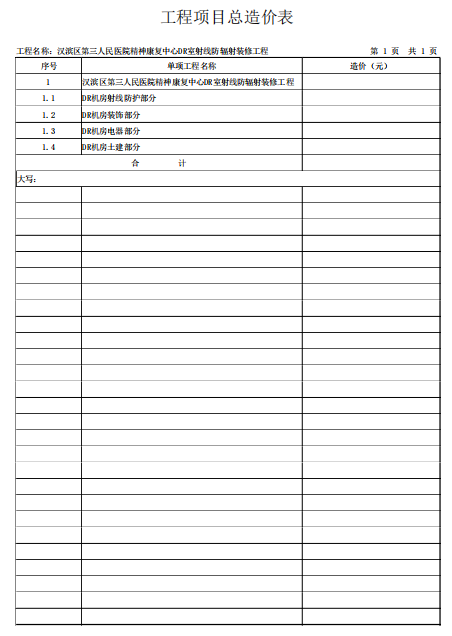 工程项目总造价表
工程名称：汉滨区第三人民医院精神康复中心DR室射线防辐射装修工程 第 1 页 共 1 页
序号 单项工程名称 造价（元）
1 汉滨区第三人民医院精神康复中心DR室射线防辐射装修工程
1.1 DR机房射线防护部分
1.2 DR机房装饰部分
1.3 DR机房电器部分
1.4 DR机房土建部分
合 计
大写：